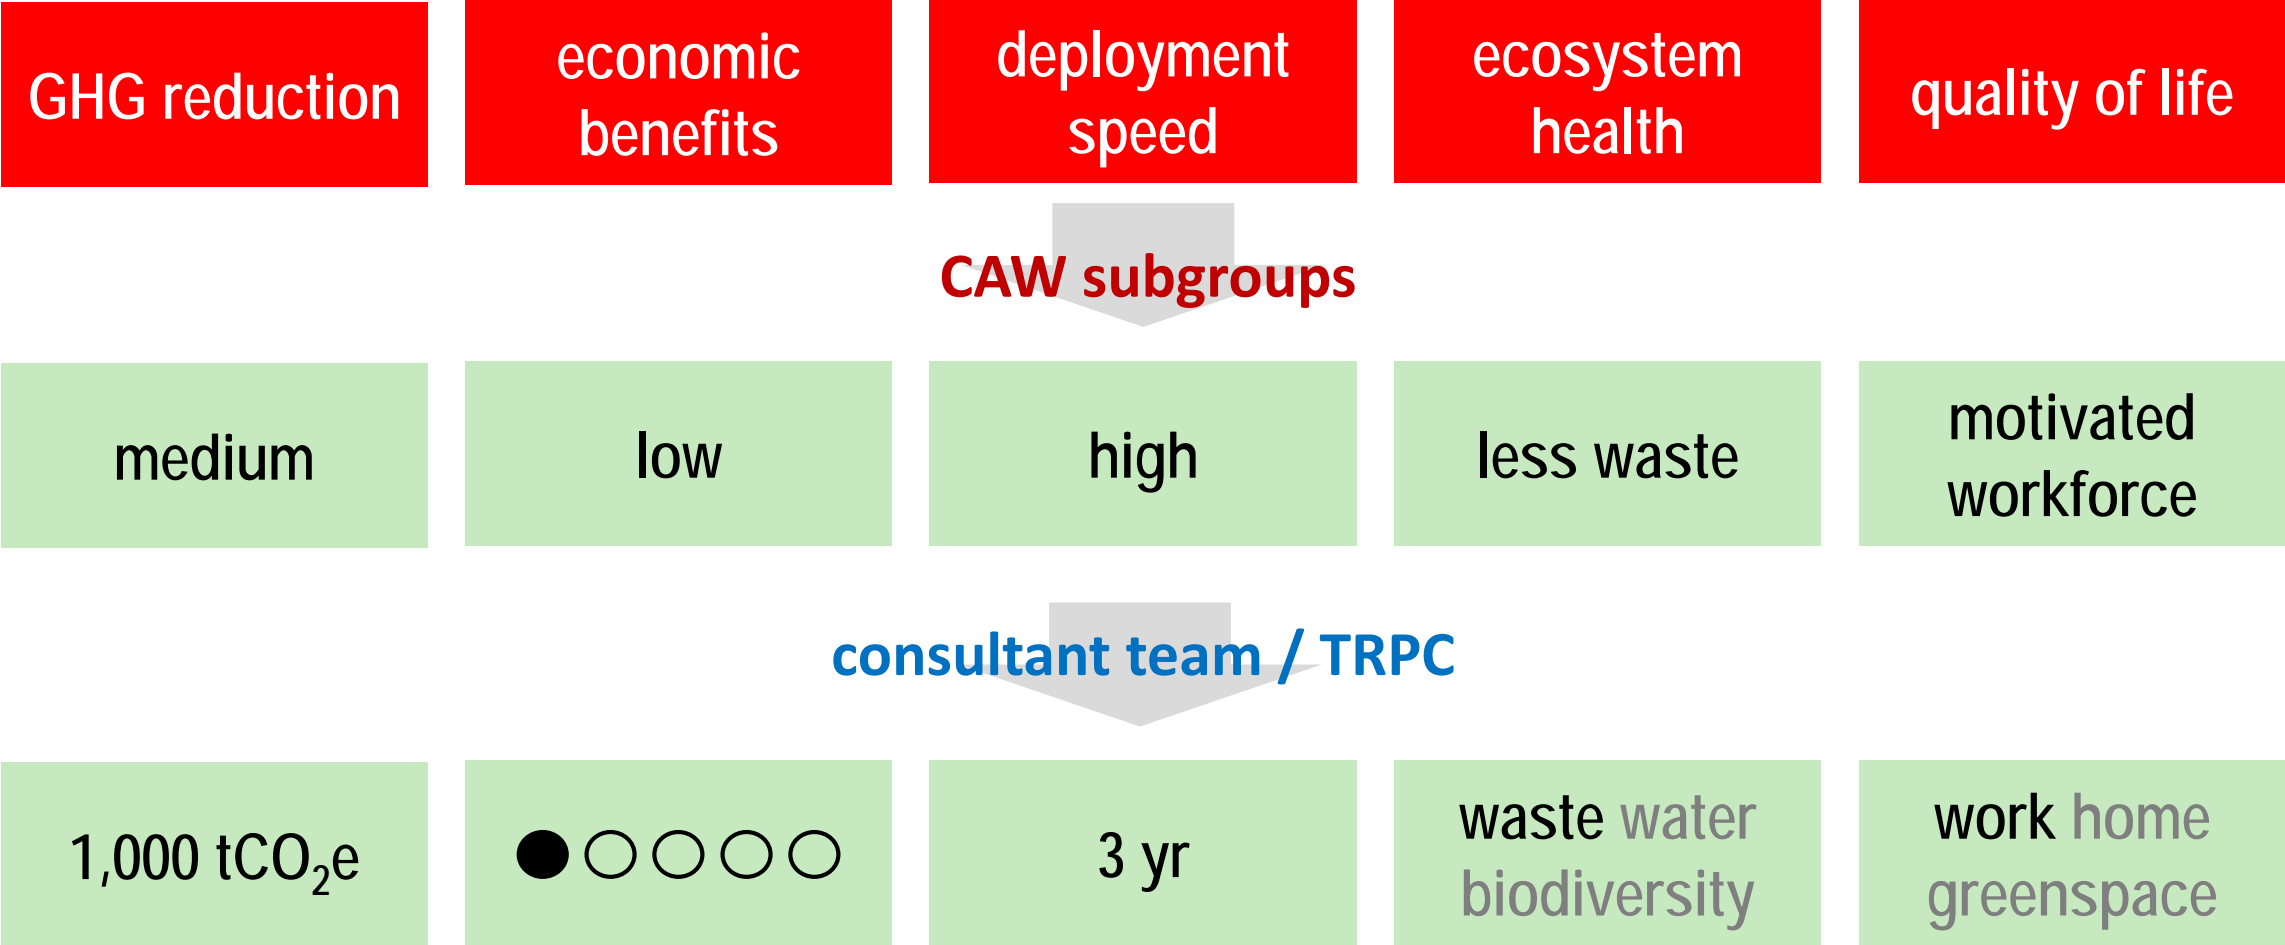 GHG reduction
economic
benefits
deployment
speed
ecosystem
health
quality of life
CAW subgroups
medium
low
high
less waste
motivated
workforce
consultant team / TRPC
1,000 tCO₂e
3 yr
waste water
biodiversity
work home
greenspace